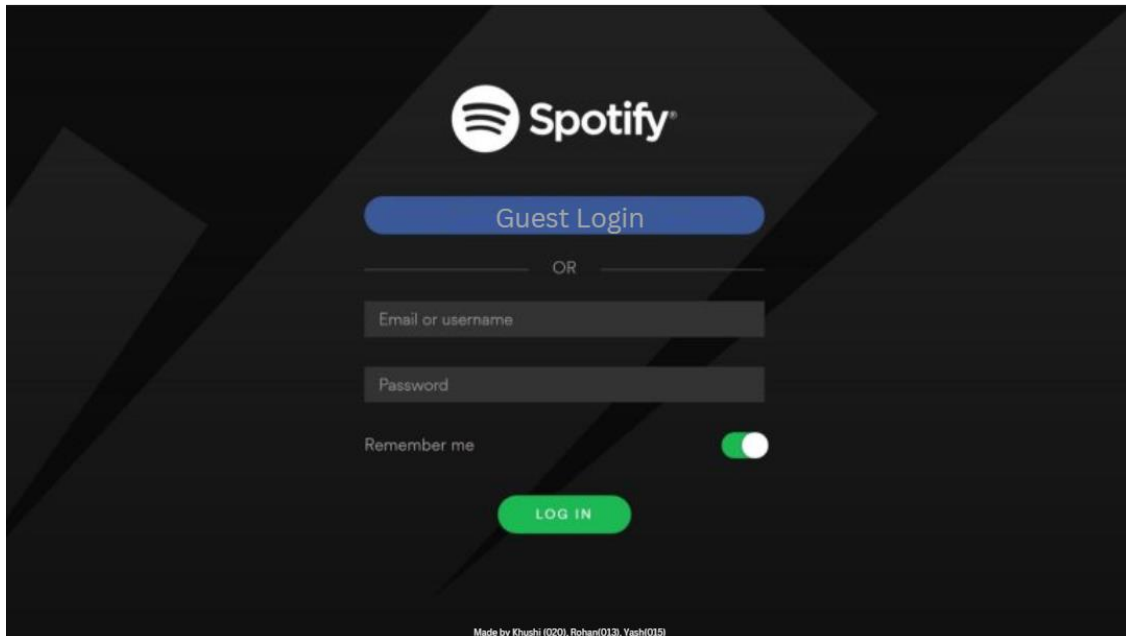 Spotify®
Guest Login
OR
Email or username
Password
Remember me
LOG IN
Made by Khushi (020), Rohan(013), Yash(015)